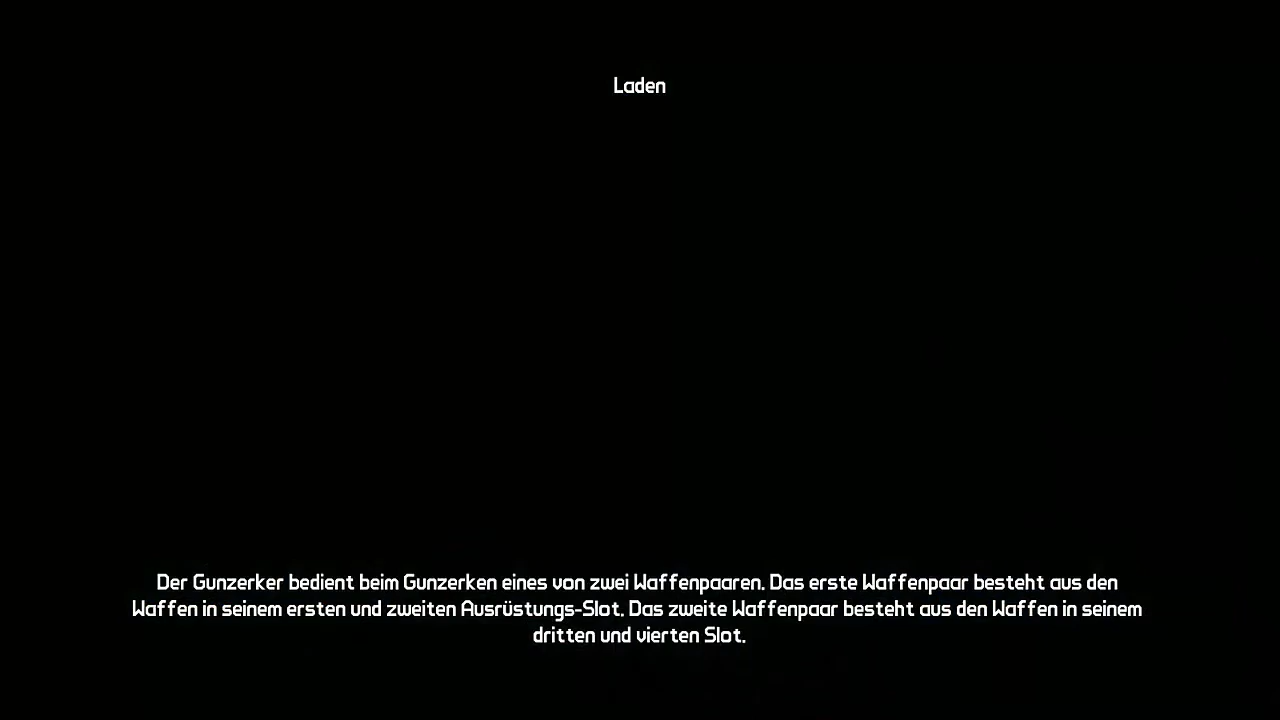 Laden
Der Gunzerker bedient beim Gunzerken eines von zwei Waffenpaaren. Das erste Waffenpaar besteht aus den
Waffen in seinem ersten und zweiten Ausrüstungs-Slot. Das zweite Waffenpaar besteht aus den Waffen in seinem
dritten und vierten Slot.